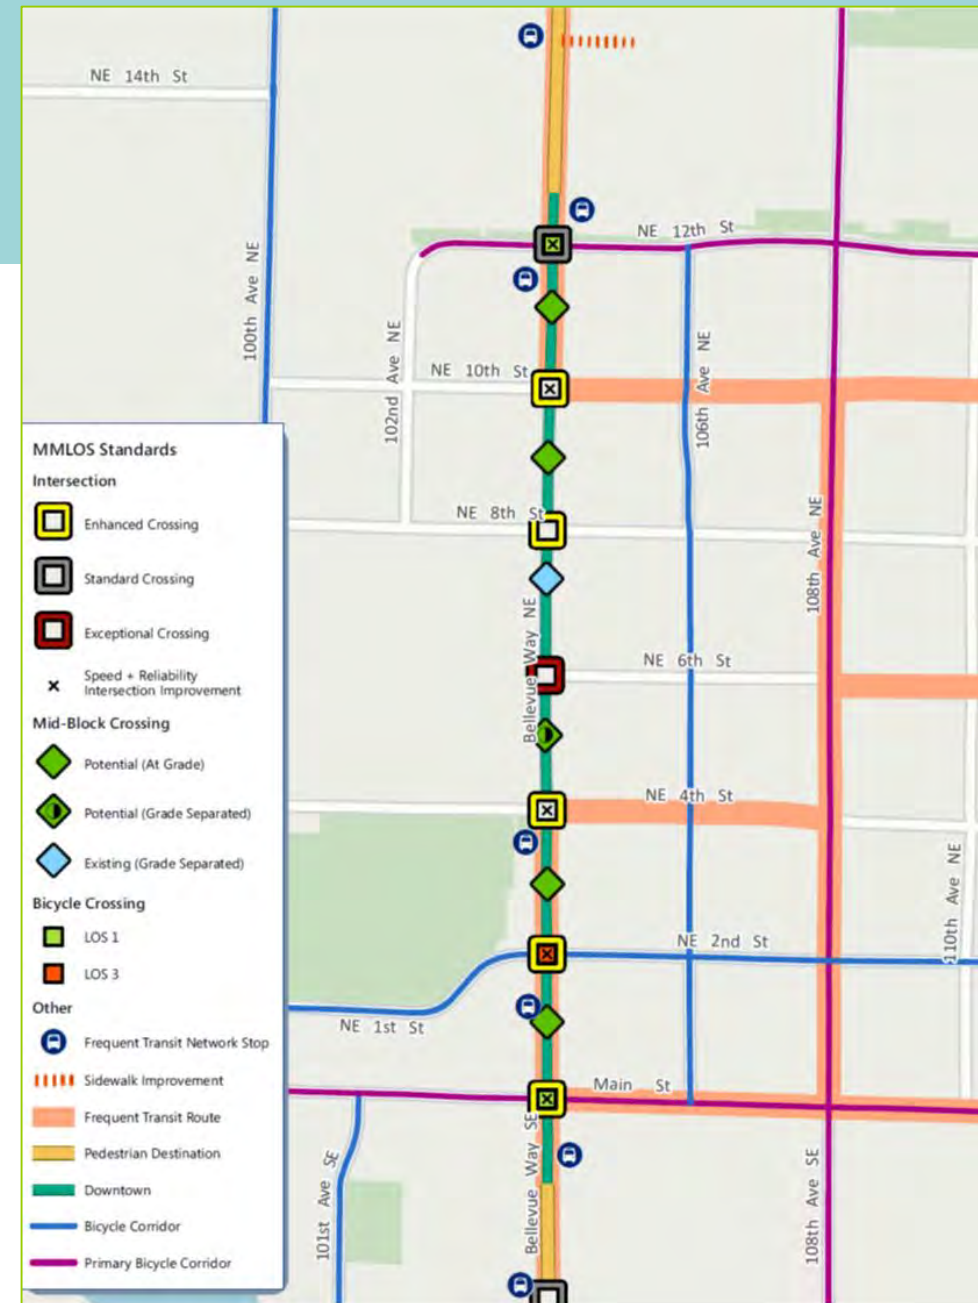 NE 14th St
NE 12th St
100th Ave NE
102nd Ave NE
106th Ave NE
NE 10th St
NE 8th St
108th Ave NE
Bellevue Way NE
NE 6th St
NE 4th St
110th Ave NE
NE 2nd St
NE 1st St
Main St
Bellevue Way SE
101st Ave SE
108th Ave SE
MMLOS Standards
Intersection
Enhanced Crossing
Standard Crossing
Exceptional Crossing
Speed + Reliability
Intersection Improvement
Mid-Block Crossing
Potential (At Grade)
Potential (Grade Separated)
Existing (Grade Separated)
Bicycle Crossing
LOS 1
LOS 3
Other
Frequent Transit Network Stop
Sidewalk Improvement
Frequent Transit Route
Pedestrian Destination
Downtown
Bicycle Corridor
Primary Bicycle Corridor